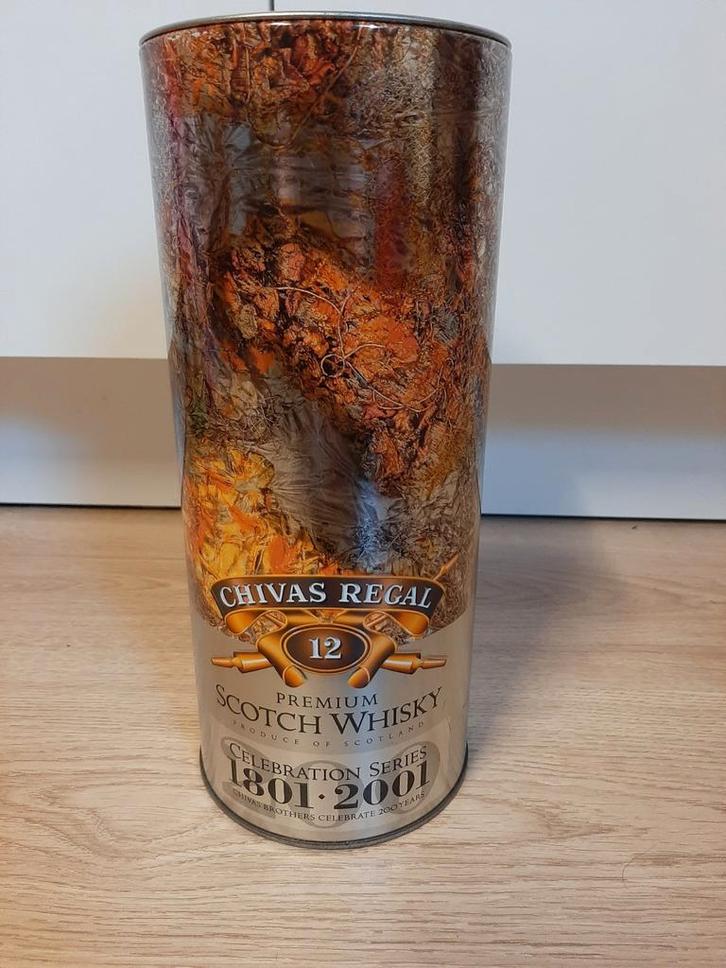 CHIVAS REGAL
12
PREMIUM
SCOTCH WHISKY
PRODUCE OF SCOTLAND
CELEBRATION SERIES
1801·2001
CHIVAS BROTHERS CELEBRATE 200 YEARS